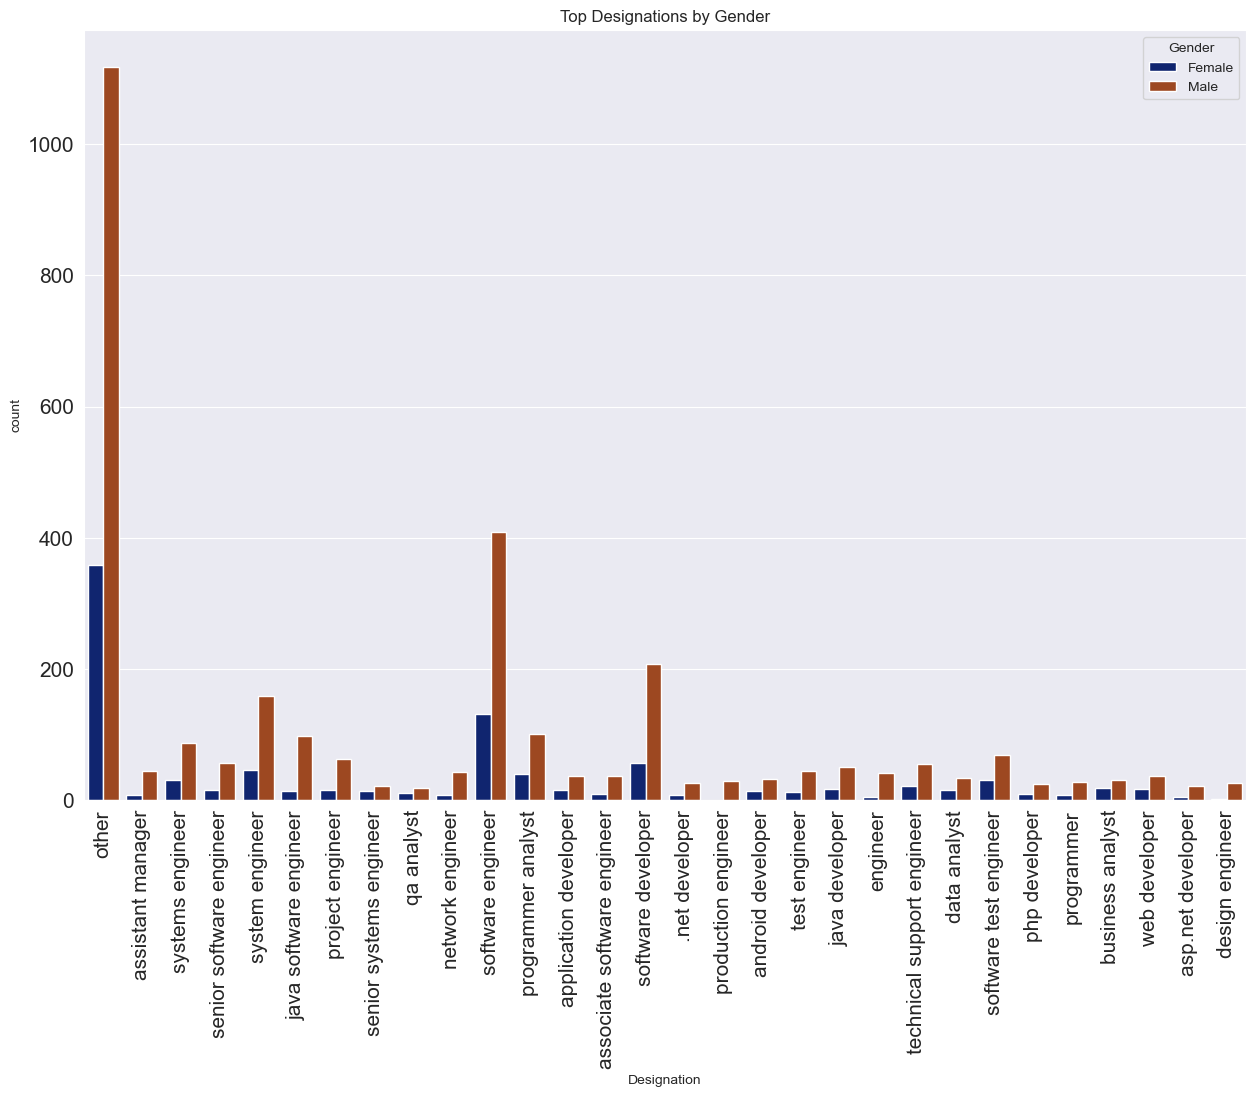 Top Designations by Gender
Gender
Female
Male
1000
800
600
400
200
0
count
other
assistant manager
systems engineer
senior software engineer
system engineer
java software engineer
project engineer
senior systems engineer
qa analyst
network engineer
software engineer
programmer analyst
application developer
associate software engineer
software developer
.net developer
production engineer
android developer
test engineer
java developer
engineer
technical support engineer
data analyst
software test engineer
php developer
programmer
business analyst
web developer
asp.net developer
design engineer
Designation